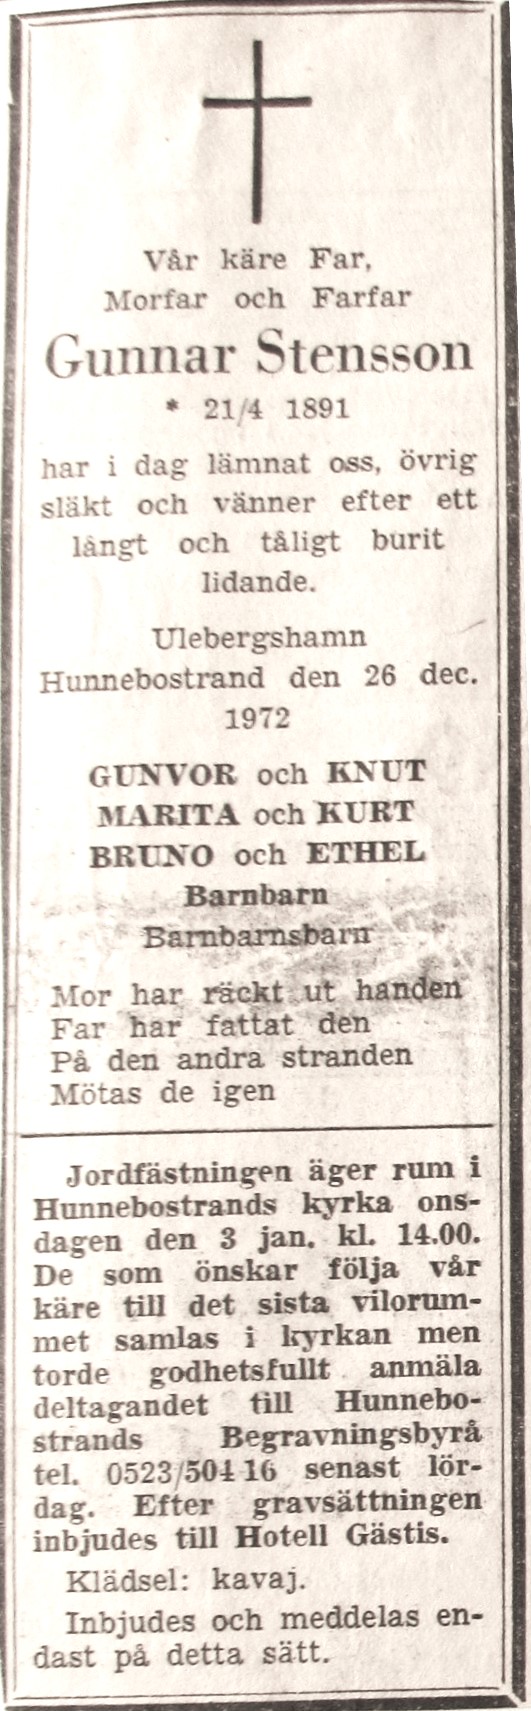 Vår käre Far,
Morfar och Farfar
Gunnar Stensson
* 21/4 1891
har i dag lämnat oss, övrig
släkt och vänner efter ett
långt och tåligt burit
lidande.
Ulebergshamn
Hunnebostrand den 26 dec.
1972
GUNVOR och KNUT
MARITA och KURT
BRUNO och ETHEL
Barnbarn
Barnbarnsbarn
Mor har räckt ut handen
Far har fattat den
På den andra stranden
Mötas de igen
Jordfästningen äger rum i
Hunnebostrands kyrka ons-
dagen den 3 jan. kl. 14.00.
De som önskar följa vår
käre till det sista vilorum-
met samlas i kyrkan men
torde godhetsfullt anmäla
deltagandet till Hunnebo-
strands Begravningsbyrå
tel. 0523/504 16 senast lör-
dag. Efter gravsättningen
inbjudes till Hotell Gästis.
Klädsel: kavaj.
Inbjudes och meddelas en-
dast på detta sätt.